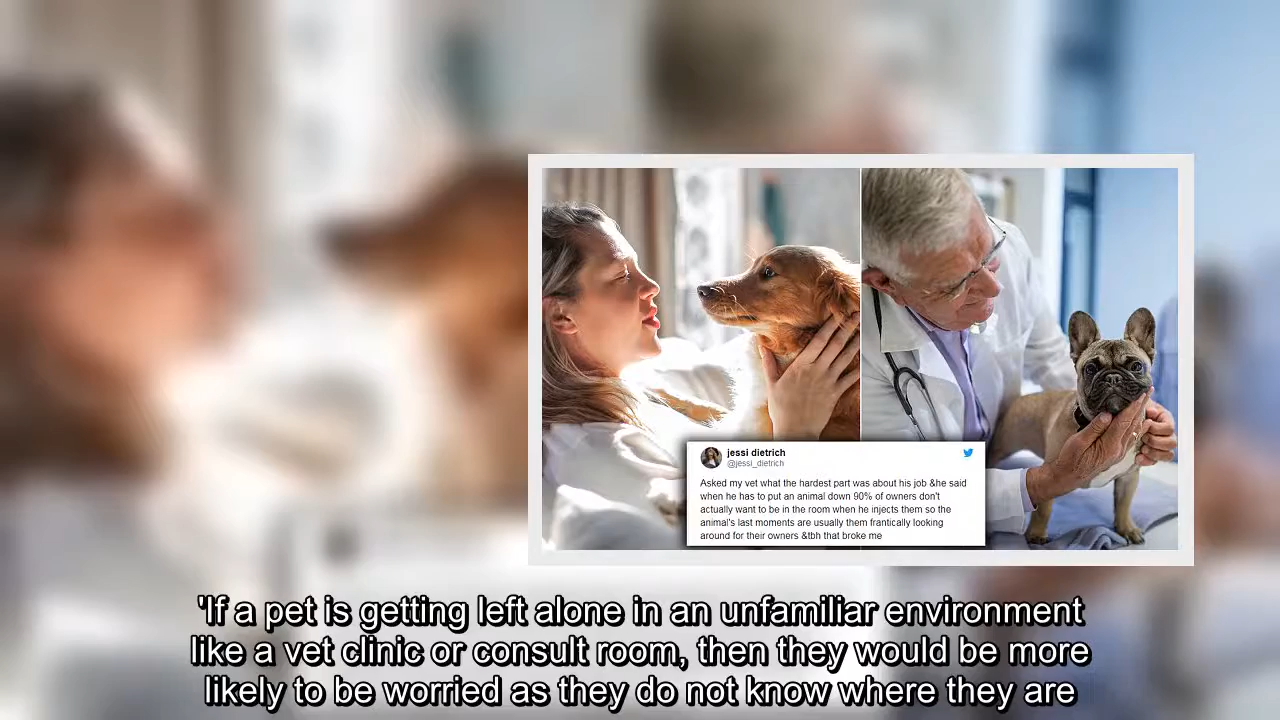 jessi dietrich
@jessi_dietrich
Asked my vet what the hardest part was about his job &he said
when he has to put an animal down 90% of owners don't
actually want to be in the room when he injects them so the
animal's last moments are usually them frantically looking
around for their owners &tbh that broke me
'If a pet is getting left alone in an unfamiliar environment
like a vet clinic or consult room, then they would be more
likely to be worried as they do not know where they are